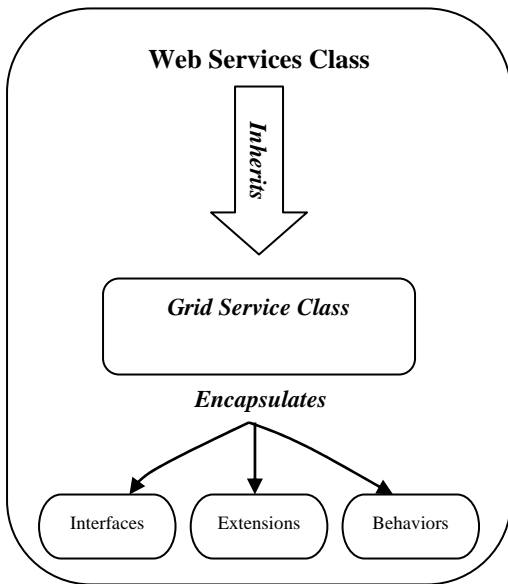 Web Services Class
Inherits
Grid Service Class
Encapsulates
Interfaces
Extensions
Behaviors